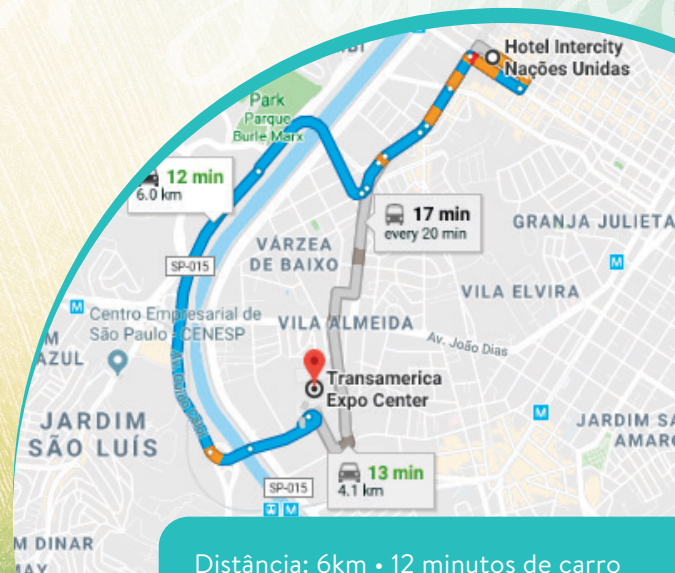 Hotel Intercity
Nações Unidas
Park
Parque
Burle Marx
12 min
6.0 km
17 min
every 20 min
GRANJA JULIETA
VÁRZEA
DE BAIXO
SP-015
M
VILA ELVIRA
M
Centro Empresarial de
São Paulo - CENESP
VILA ALMEIDA
Av. João Dias
AZUL
Transamerica
Expo Center
JARDIM
SÃO LUÍS
M
JARDIM SA
AMAR
13 min
4.1 km
SP-015
M
M DINAR
Distância: 6km • 12 minutos de carro